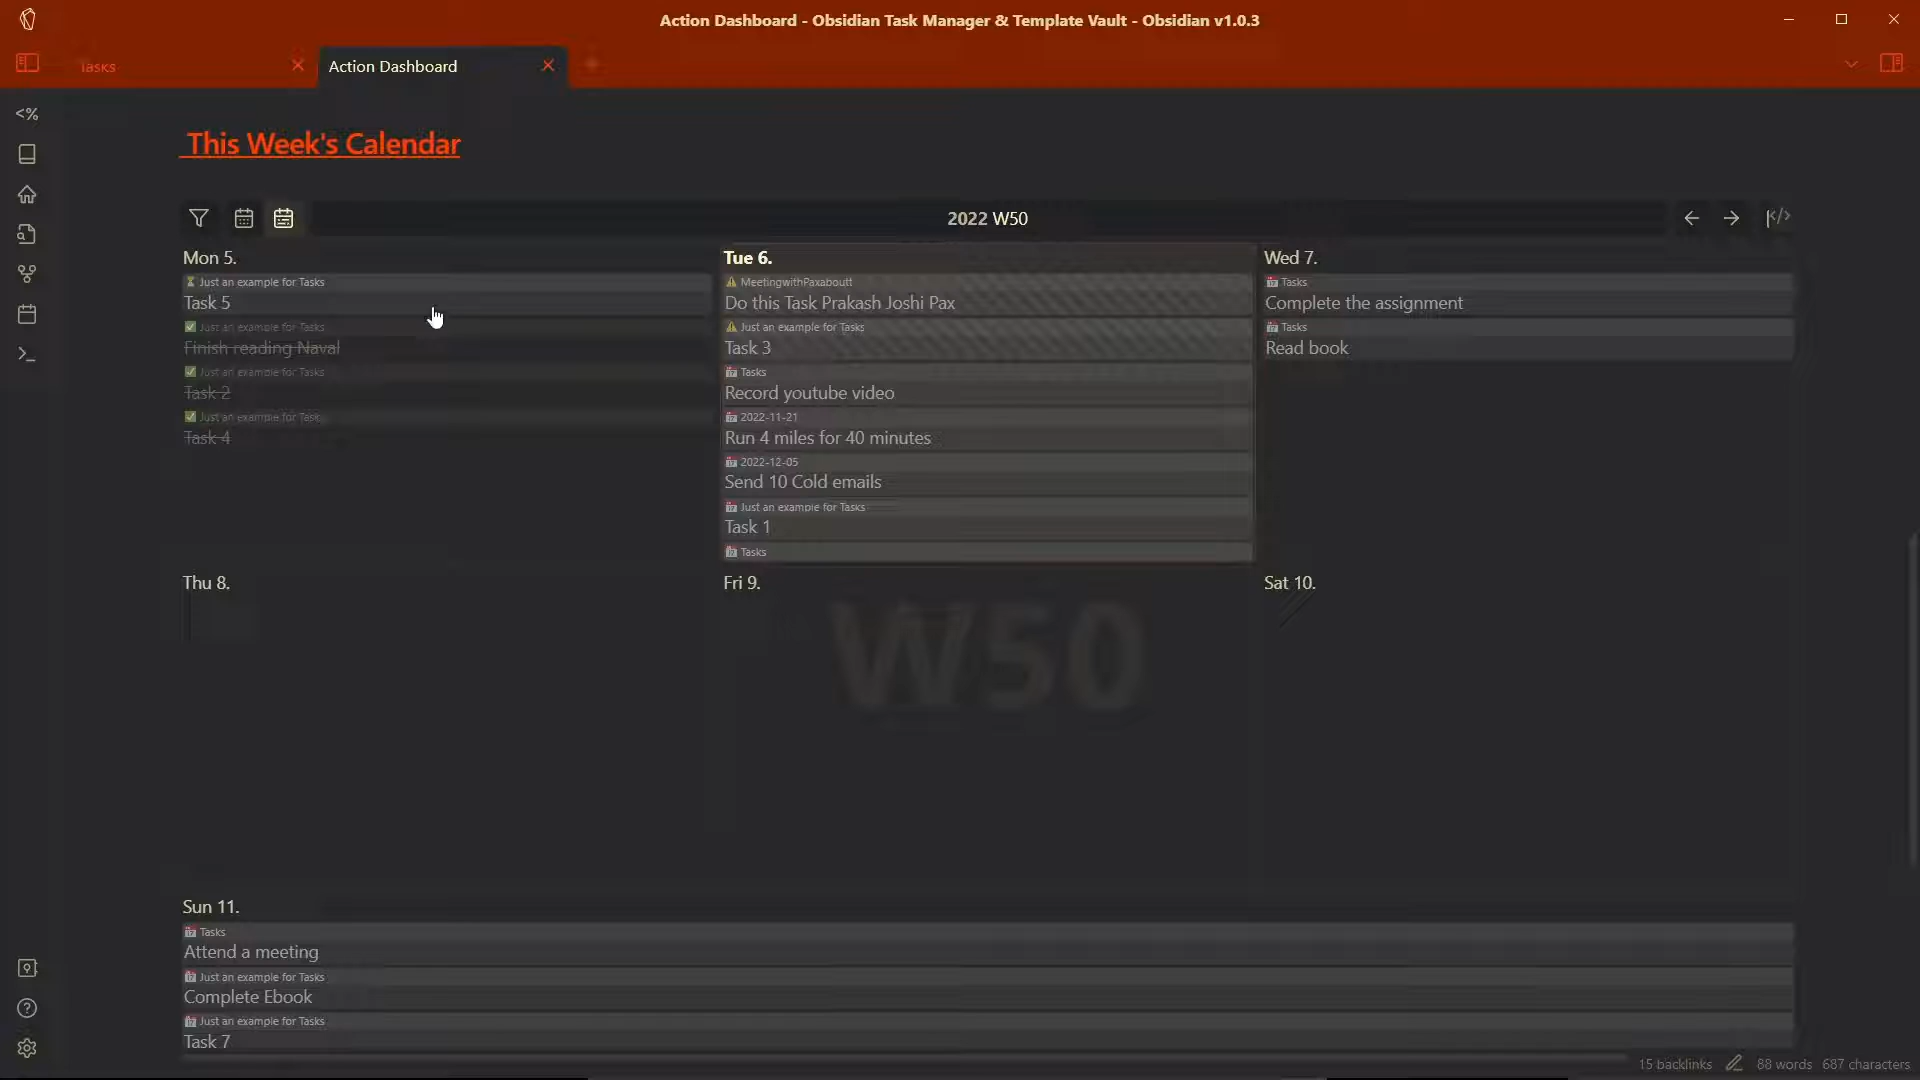 Action Dashboard - Obsidian Task Manager & Template Vault - Obsidian v1.0.3
Tasks
Action Dashboard
<%
This Week's Calendar
2022 W50
Mon 5.
Just an example for Tasks
Task 5
Just an example for Tasks
Finish reading Naval
Just an example for Tasks
Task 2
Just an example for Tasks
Task 4
Tue 6.
MeetingwithPaxaboutt
Do this Task Prakash Joshi Pax
Just an example for Tasks
Task 3
Tasks
Record youtube video
2022-11-21
Run 4 miles for 40 minutes
2022-12-05
Send 10 Cold emails
Just an example for Tasks
Task 1
Tasks
Wed 7.
Tasks
Complete the assignment
Tasks
Read book
Thu 8.
Fri 9.
Sat 10.
W50
Sun 11.
Tasks
Attend a meeting
Just an example for Tasks
Complete Ebook
Just an example for Tasks
Task 7
15 backlinks 88 words 687 characters